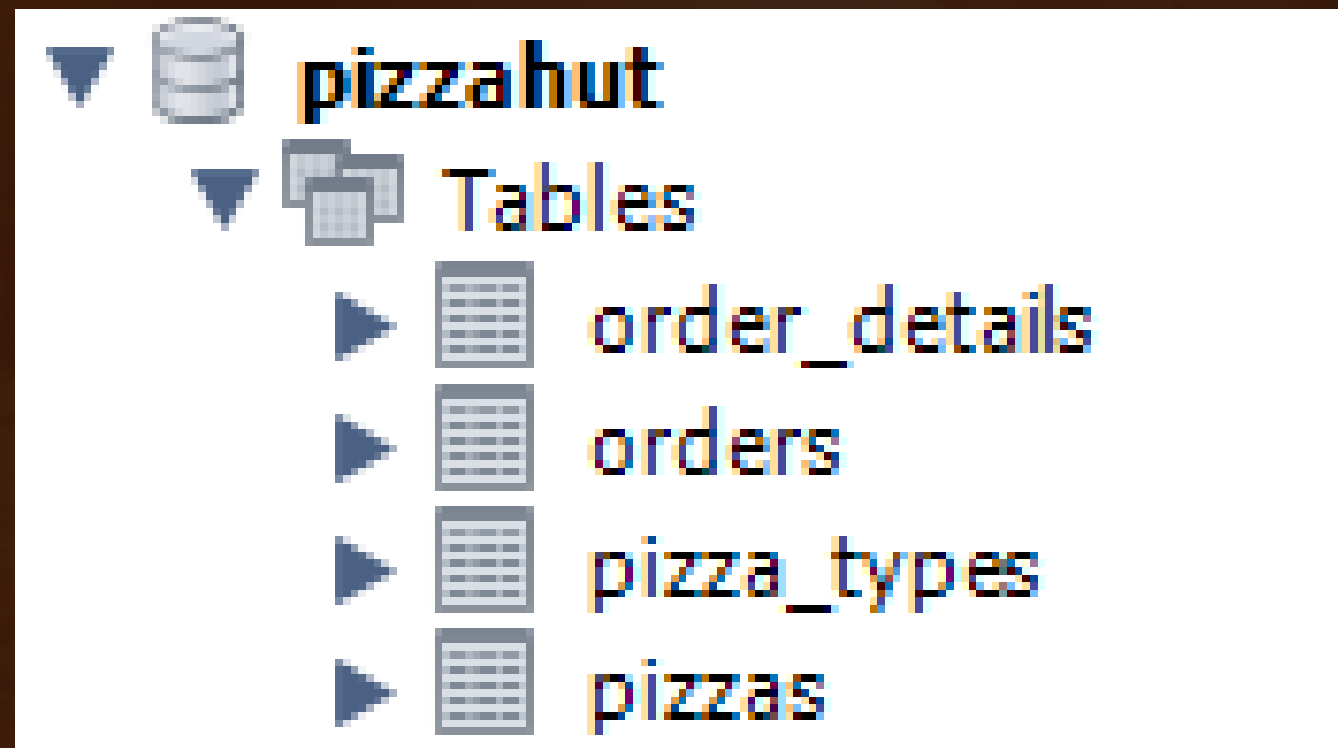 pizzahut
Tables
order_details
orders
pizza_types
pizzas